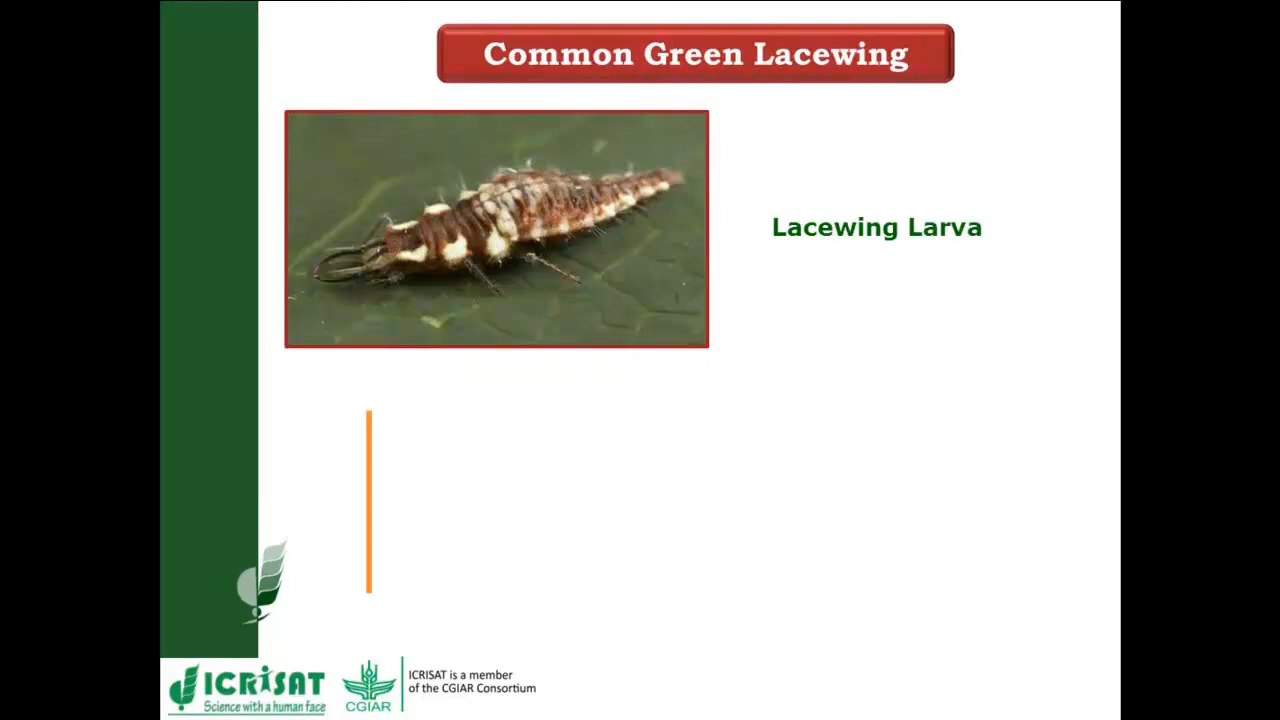 Common Green Lacewing
Lacewing Larva
ICRISAT
Science with a human face
CGIAR
ICRISAT is a member
of the CGIAR Consortium